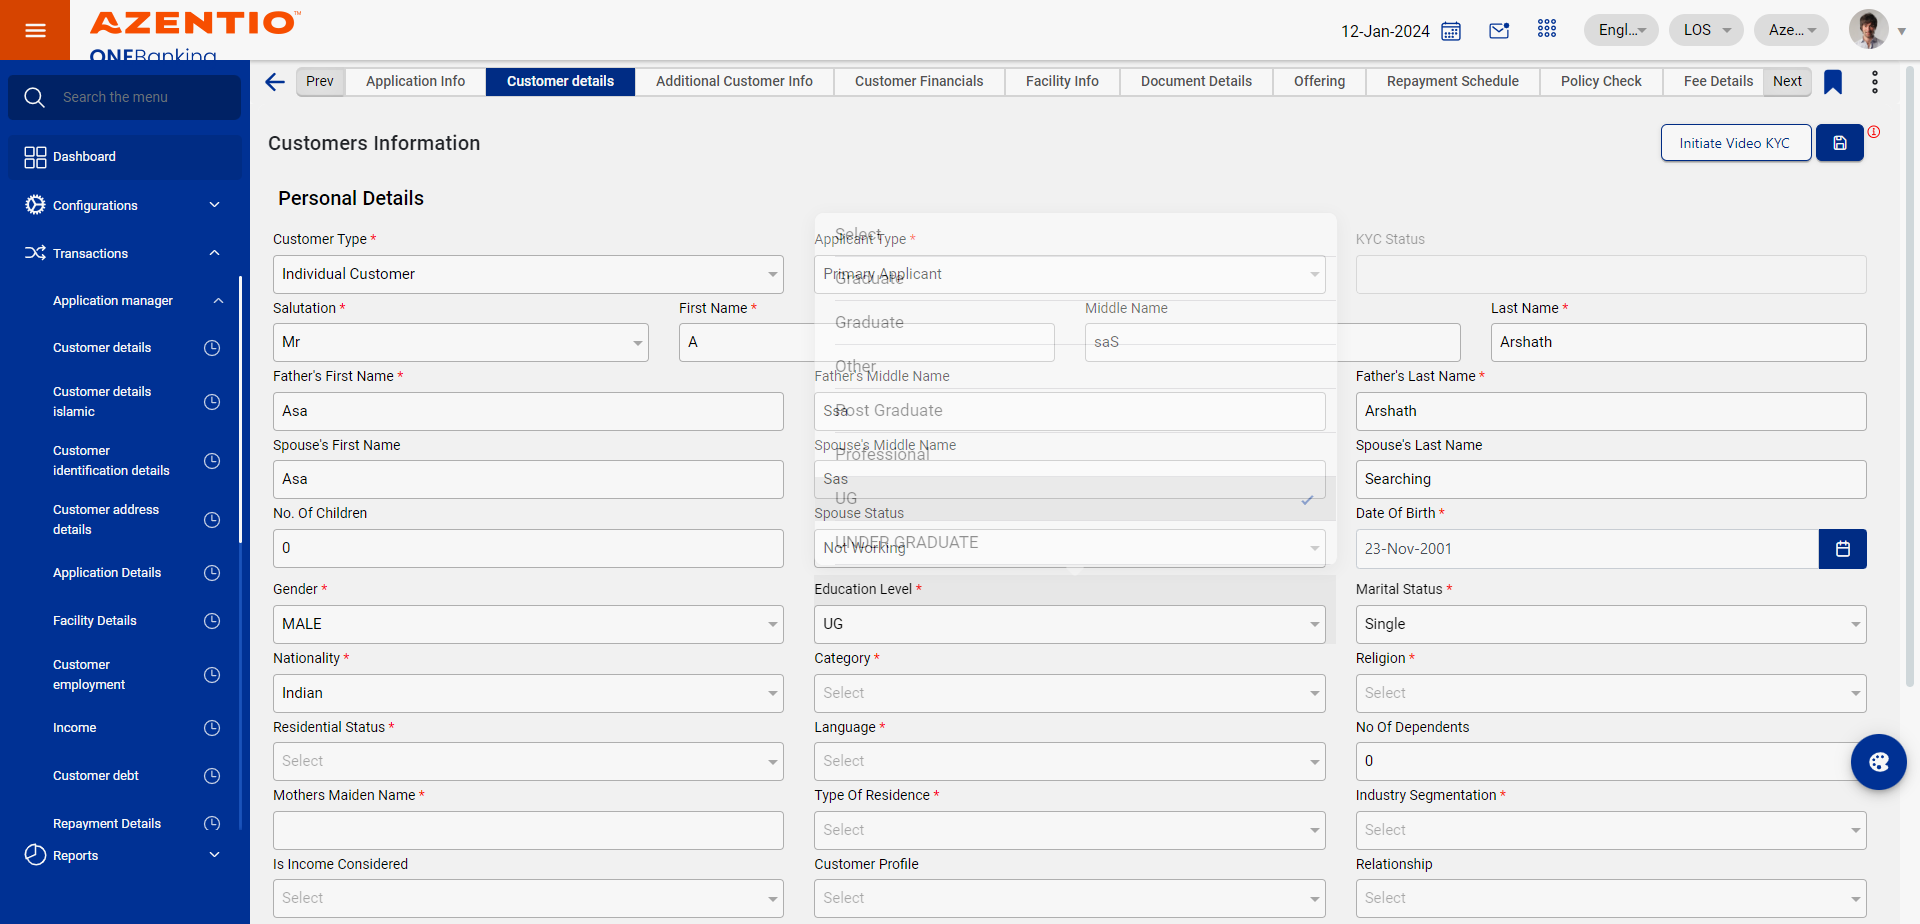 AZENTIO™
ONEBanking
12-Jan-2024
Engl...
LOS
Aze...
Search the menu
Prev
Application Info
Customer details
Additional Customer Info
Customer Financials
Facility Info
Document Details
Offering
Repayment Schedule
Policy Check
Fee Details
Next
Dashboard
Configurations
Transactions
Application manager
Customer details
Customer details
islamic
Customer
identification details
Customer address
details
Application Details
Facility Details
Customer
employment
Income
Customer debt
Repayment Details
Reports
Customers Information
Initiate Video KYC
Personal Details
Customer Type *
Individual Customer
Applicant Type *
Primary Applicant
KYC Status
Salutation *
Mr
First Name *
A
Middle Name
saS
Last Name *
Arshath
Father's First Name *
Asa
Father's Middle Name
Ssa
Father's Last Name *
Arshath
Spouse's First Name
Asa
Spouse's Middle Name
Sas
Spouse's Last Name
Searching
No. Of Children
0
Spouse Status
Not Working
Date Of Birth *
23-Nov-2001
Select
Graduate
Graduate
Other
Post Graduate
Professional
UG
UNDER GRADUATE
Gender *
MALE
Education Level *
UG
Marital Status *
Single
Nationality *
Indian
Category *
Select
Religion *
Select
Residential Status *
Select
Language *
Select
No Of Dependents
0
Mothers Maiden Name *
Type Of Residence *
Select
Industry Segmentation *
Select
Is Income Considered
Select
Customer Profile
Select
Relationship
Select